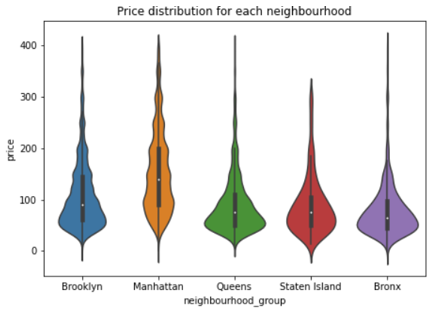 Price distribution for each neighbourhood
400
300
200
100
0
price
Brooklyn Manhattan Queens Staten Island Bronx
neighbourhood_group